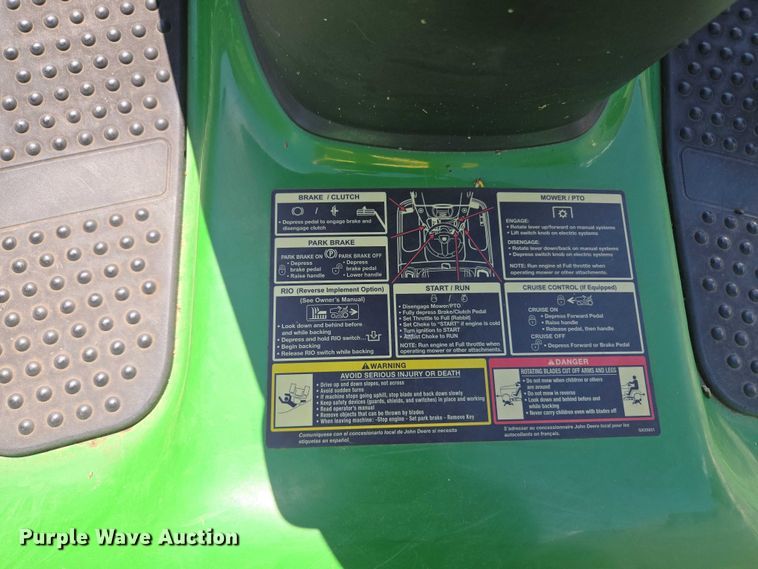 BRAKE / CLUTCH
• Depress pedal to engage brake and
disengage clutch
PARK BRAKE
PARK BRAKE ON
• Depress
brake pedal
• Raise handle
P
PARK BRAKE OFF
• Depress
brake pedal
• Lower handle
RIO (Reverse Implement Option)
(See Owner's Manual)
• Look down and behind before
and while backing
• Depress and hold RIO switch...
• Begin backing
• Release RIO switch while backing
START / RUN
• Disengage Mower/PTO
• Fully depress Brake/Clutch Pedal
• Set Throttle to Full (Rabbit)
• Set Choke to "START" if engine is cold
• Turn ignition to START
• Adjust Choke to RUN
NOTE: Run engine at Full throttle when
operating mower or other attachments.
MOWER / PTO
ENGAGE:
• Rotate lever up/forward on manual systems
• Lift switch knob on electric systems
DISENGAGE:
• Rotate lever down/back on manual systems
• Depress switch knob on electric systems
NOTE: Run engine at Full throttle when
operating mower or other attachments.
CRUISE CONTROL (If Equipped)
CRUISE ON
• Depress Forward Pedal
• Raise handle
• Release pedal, then handle
CRUISE OFF
• Depress Forward or Brake Pedal
WARNING
AVOID SERIOUS INJURY OR DEATH
• Drive up and down slopes, not across
• Avoid sudden turns
• If machine stops going uphill, stop blade and back down slowly
• Keep safety devices (guards, shields, and switches) in place and working
• Read operator's manual
• Remove objects that can be thrown by blades
• When leaving machine: -Stop engine - Set park brake - Remove Key
DANGER
ROTATING BLADES CUT OFF ARMS AND LEGS
• Do not mow when children or others
are around
• Do not mow in reverse
• Look down and behind before and
while backing
• Never carry children even with blades off
Comuníquese con el concesionario local de John Deere si necesita
etiquetas en español.
S'adresser au concessionnaire John Deere local pour les
autocollants en français.
Purple Wave Auction